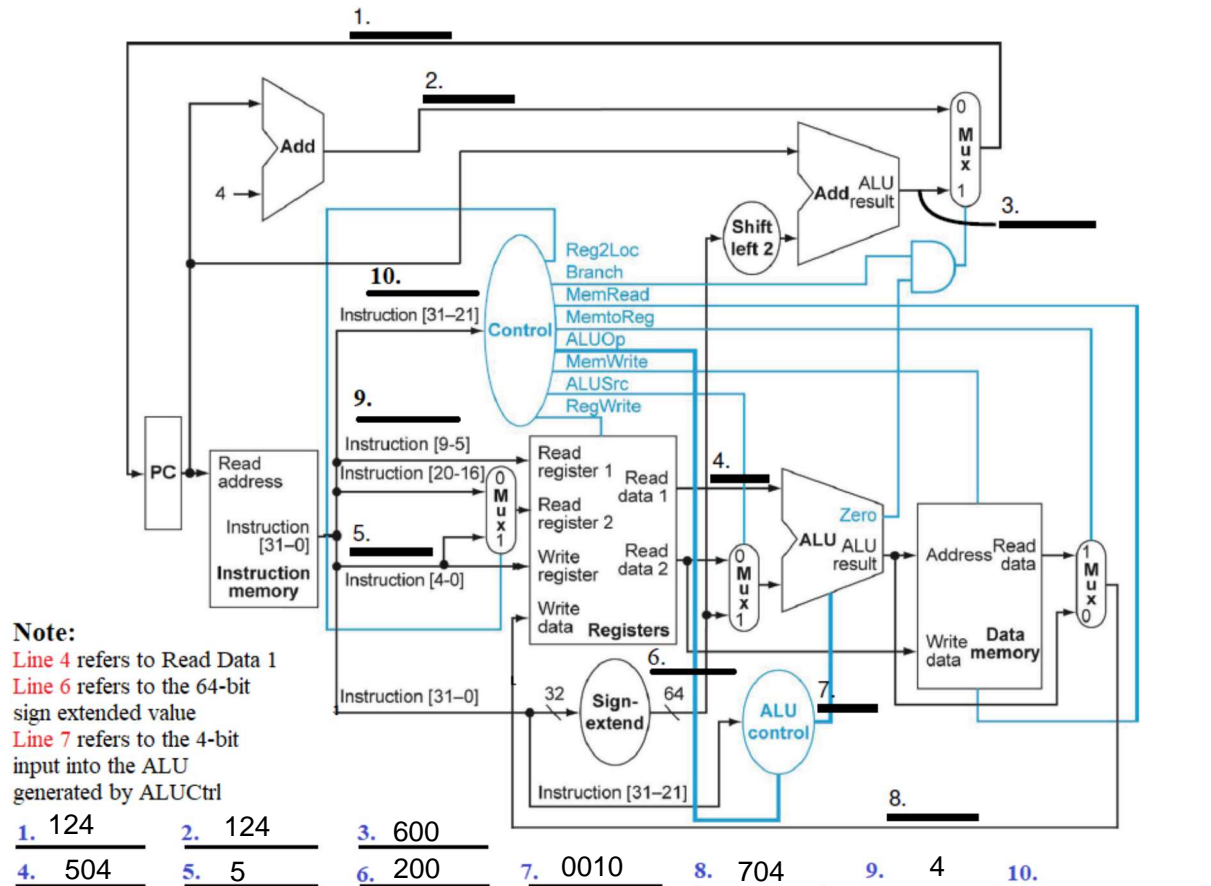 1.
2.
Add
4
0
Mux
1
Add ALU result
3.
Shift left 2
10.
Instruction [31–21]
Control
Reg2Loc
Branch
MemRead
MemtoReg
ALUOp
MemWrite
ALUSrc
RegWrite
9.
Instruction [9-5]
Instruction [20-16]
5.
Instruction [4-0]
PC
Read address
Instruction [31–0]
Instruction memory
0
Mux
1
Read register 1
Read register 2
Write register
Write data
Read data 1
Read data 2
Registers
4.
0
Mux
1
Zero
ALU ALU result
Address
Read data
Write data
Data memory
1
Mux
0
Instruction [31–0]
32
Sign-extend
64
6.
7.
ALU control
Instruction [31–21]
8.
Note:
Line 4 refers to Read Data 1
Line 6 refers to the 64-bit
sign extended value
Line 7 refers to the 4-bit
input into the ALU
generated by ALUCtrl
1. 124 2. 124 3. 600
4. 504 5. 5 6. 200 7. 0010 8. 704 9. 4 10.